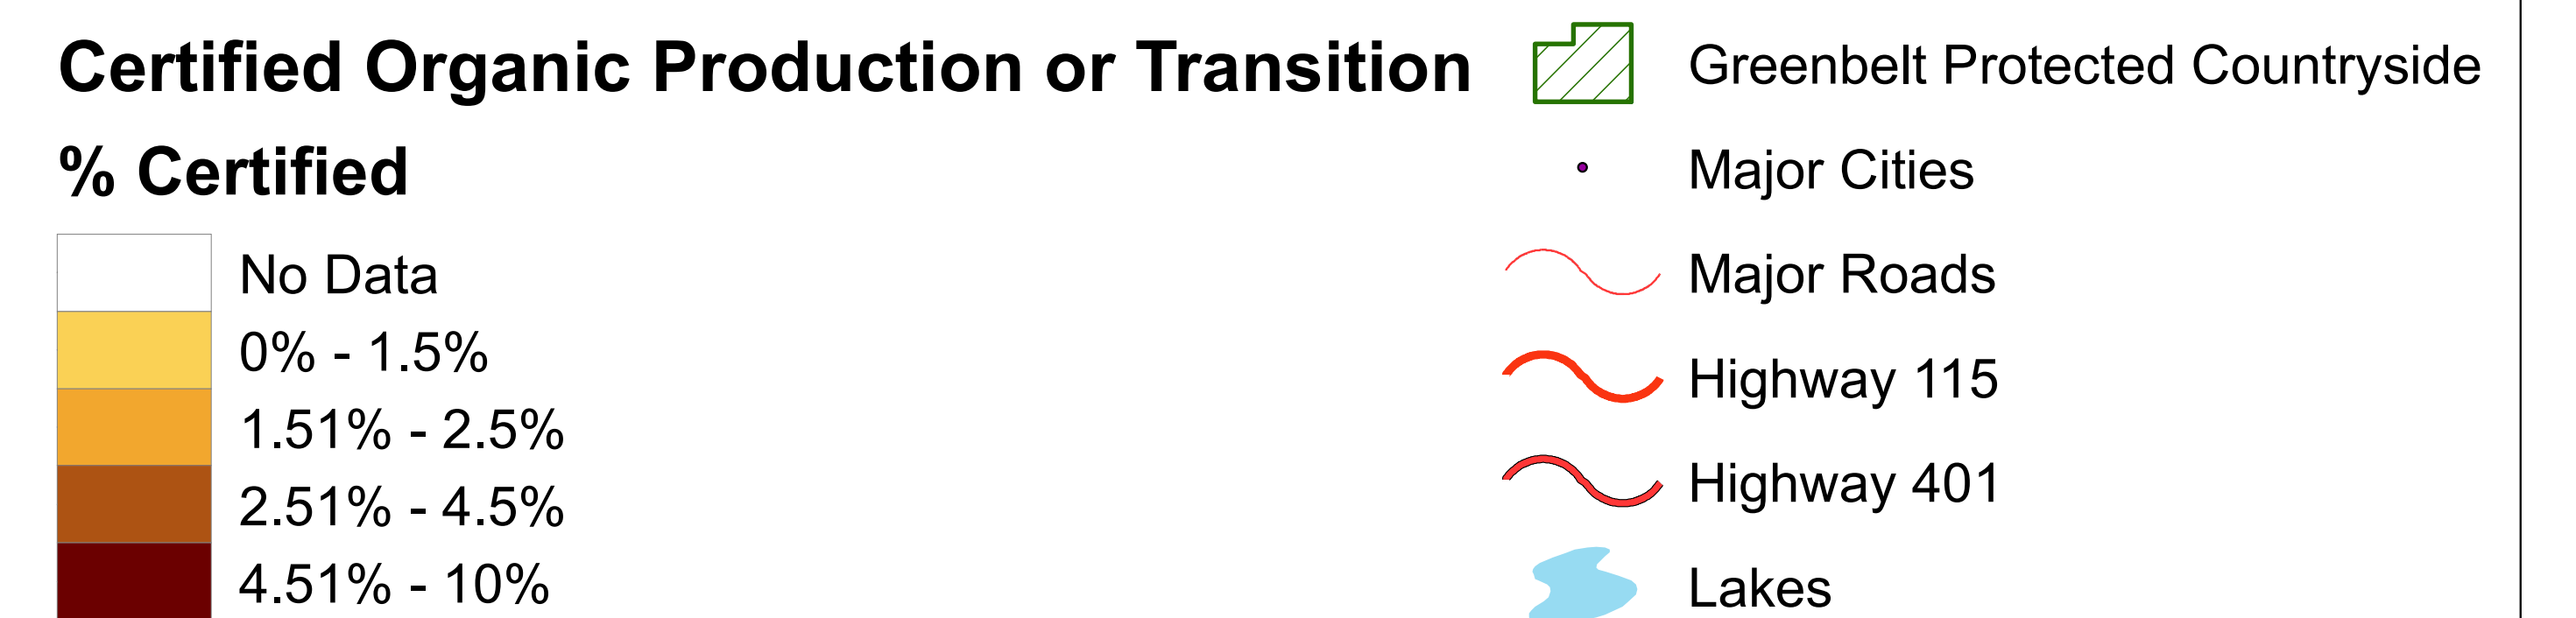 Certified Organic Production or Transition
% Certified
No Data
0% - 1.5%
1.51% - 2.5%
2.51% - 4.5%
4.51% - 10%
Greenbelt Protected Countryside
Major Cities
Major Roads
Highway 115
Highway 401
Lakes